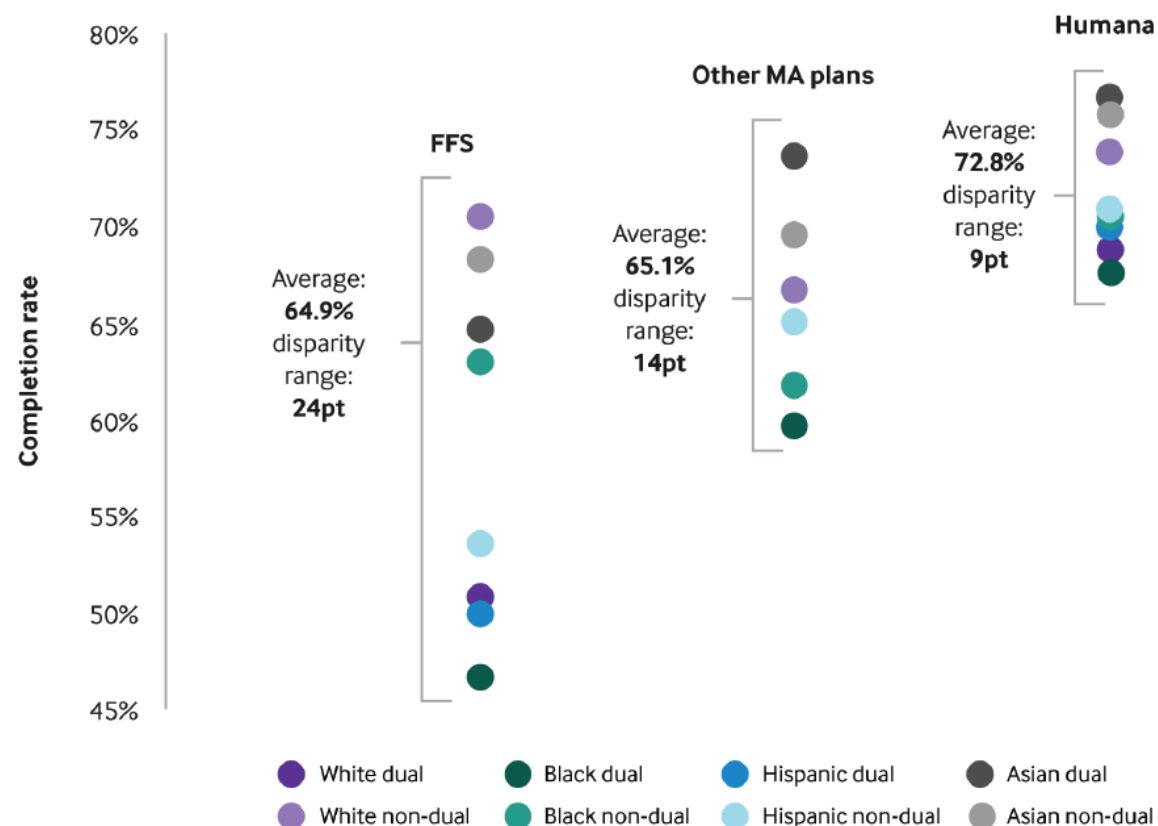 Humana
80%
Other MA plans
75%
FFS
Average:
72.8%
disparity
range:
9pt
70%
Average:
65.1%
disparity
range:
14pt
Average:
64.9%
disparity
range:
24pt
65%
60%
55%
50%
45%
Completion rate
White dual
Black dual
Hispanic dual
Asian dual
White non-dual
Black non-dual
Hispanic non-dual
Asian non-dual